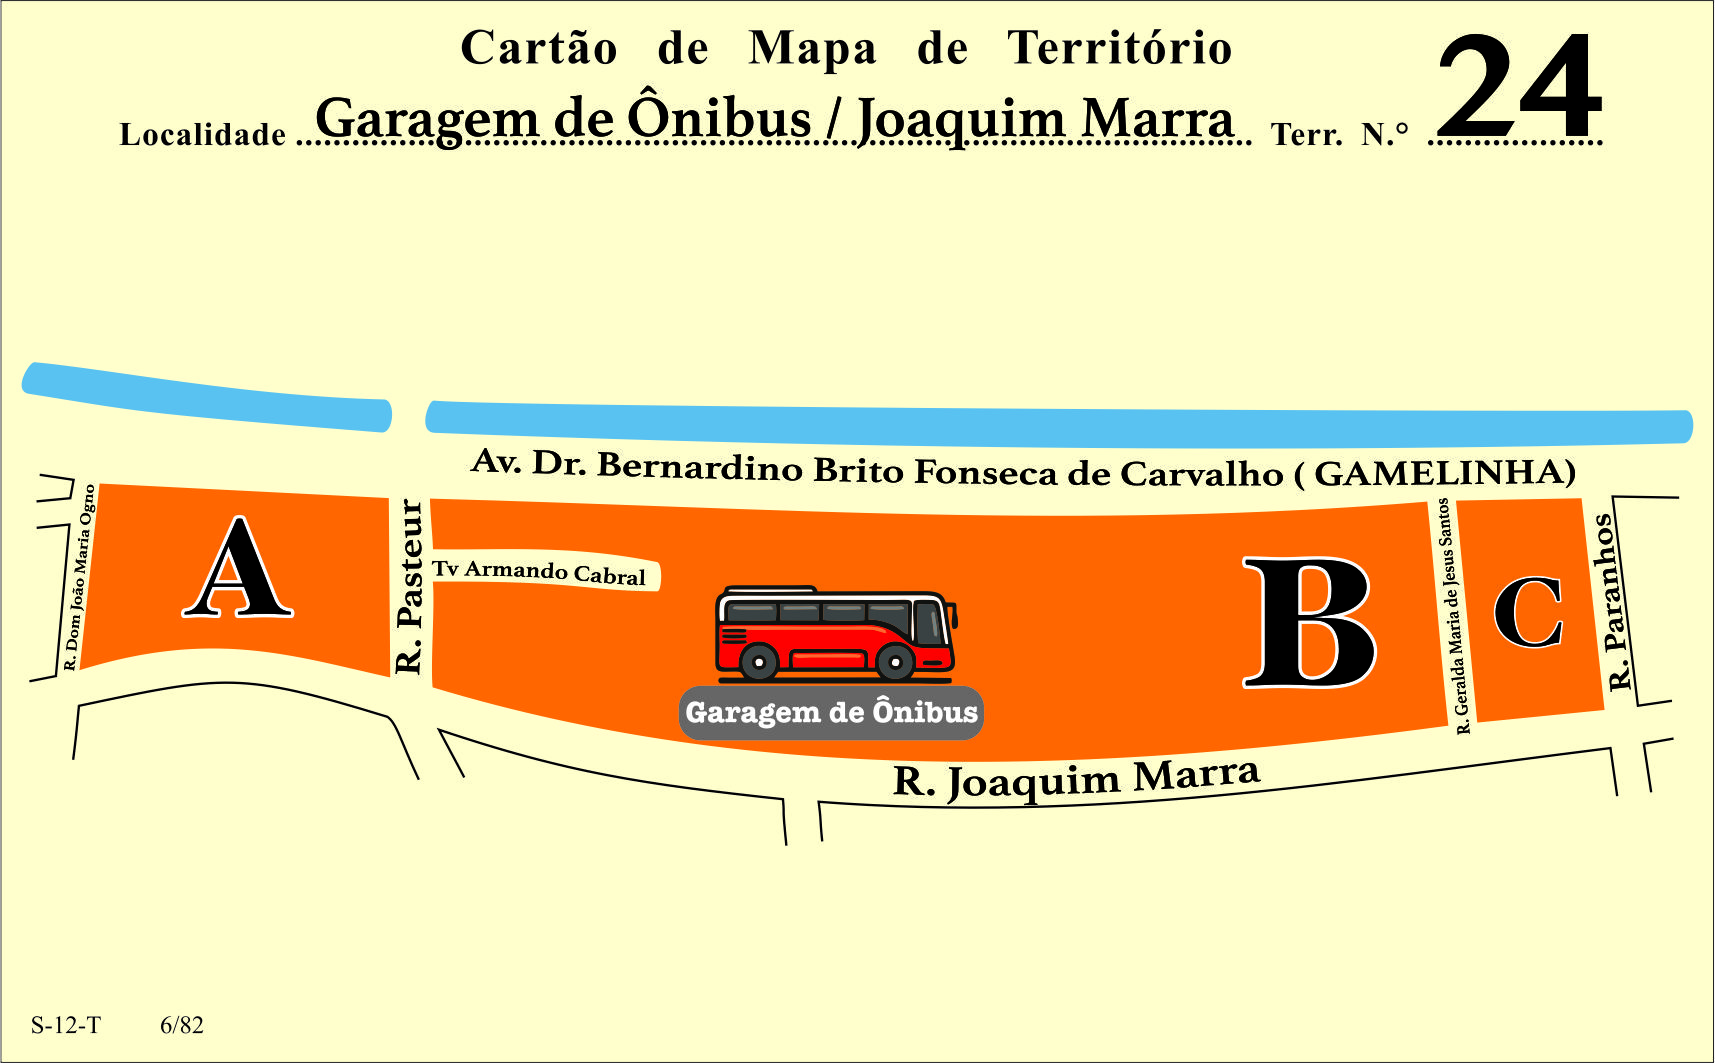 Cartão de Mapa de Território
Localidade Garagem de Ônibus / Joaquim Marra Terr. N.° 24
Av. Dr. Bernardino Brito Fonseca de Carvalho ( GAMELINHA)
R. Dom João Maria Ogno
A
R. Pasteur
Tv Armando Cabral
Garagem de Ônibus
B
R. Geralda Maria de Jesus Santos
C
R. Paranhos
R. Joaquim Marra
S-12-T 6/82